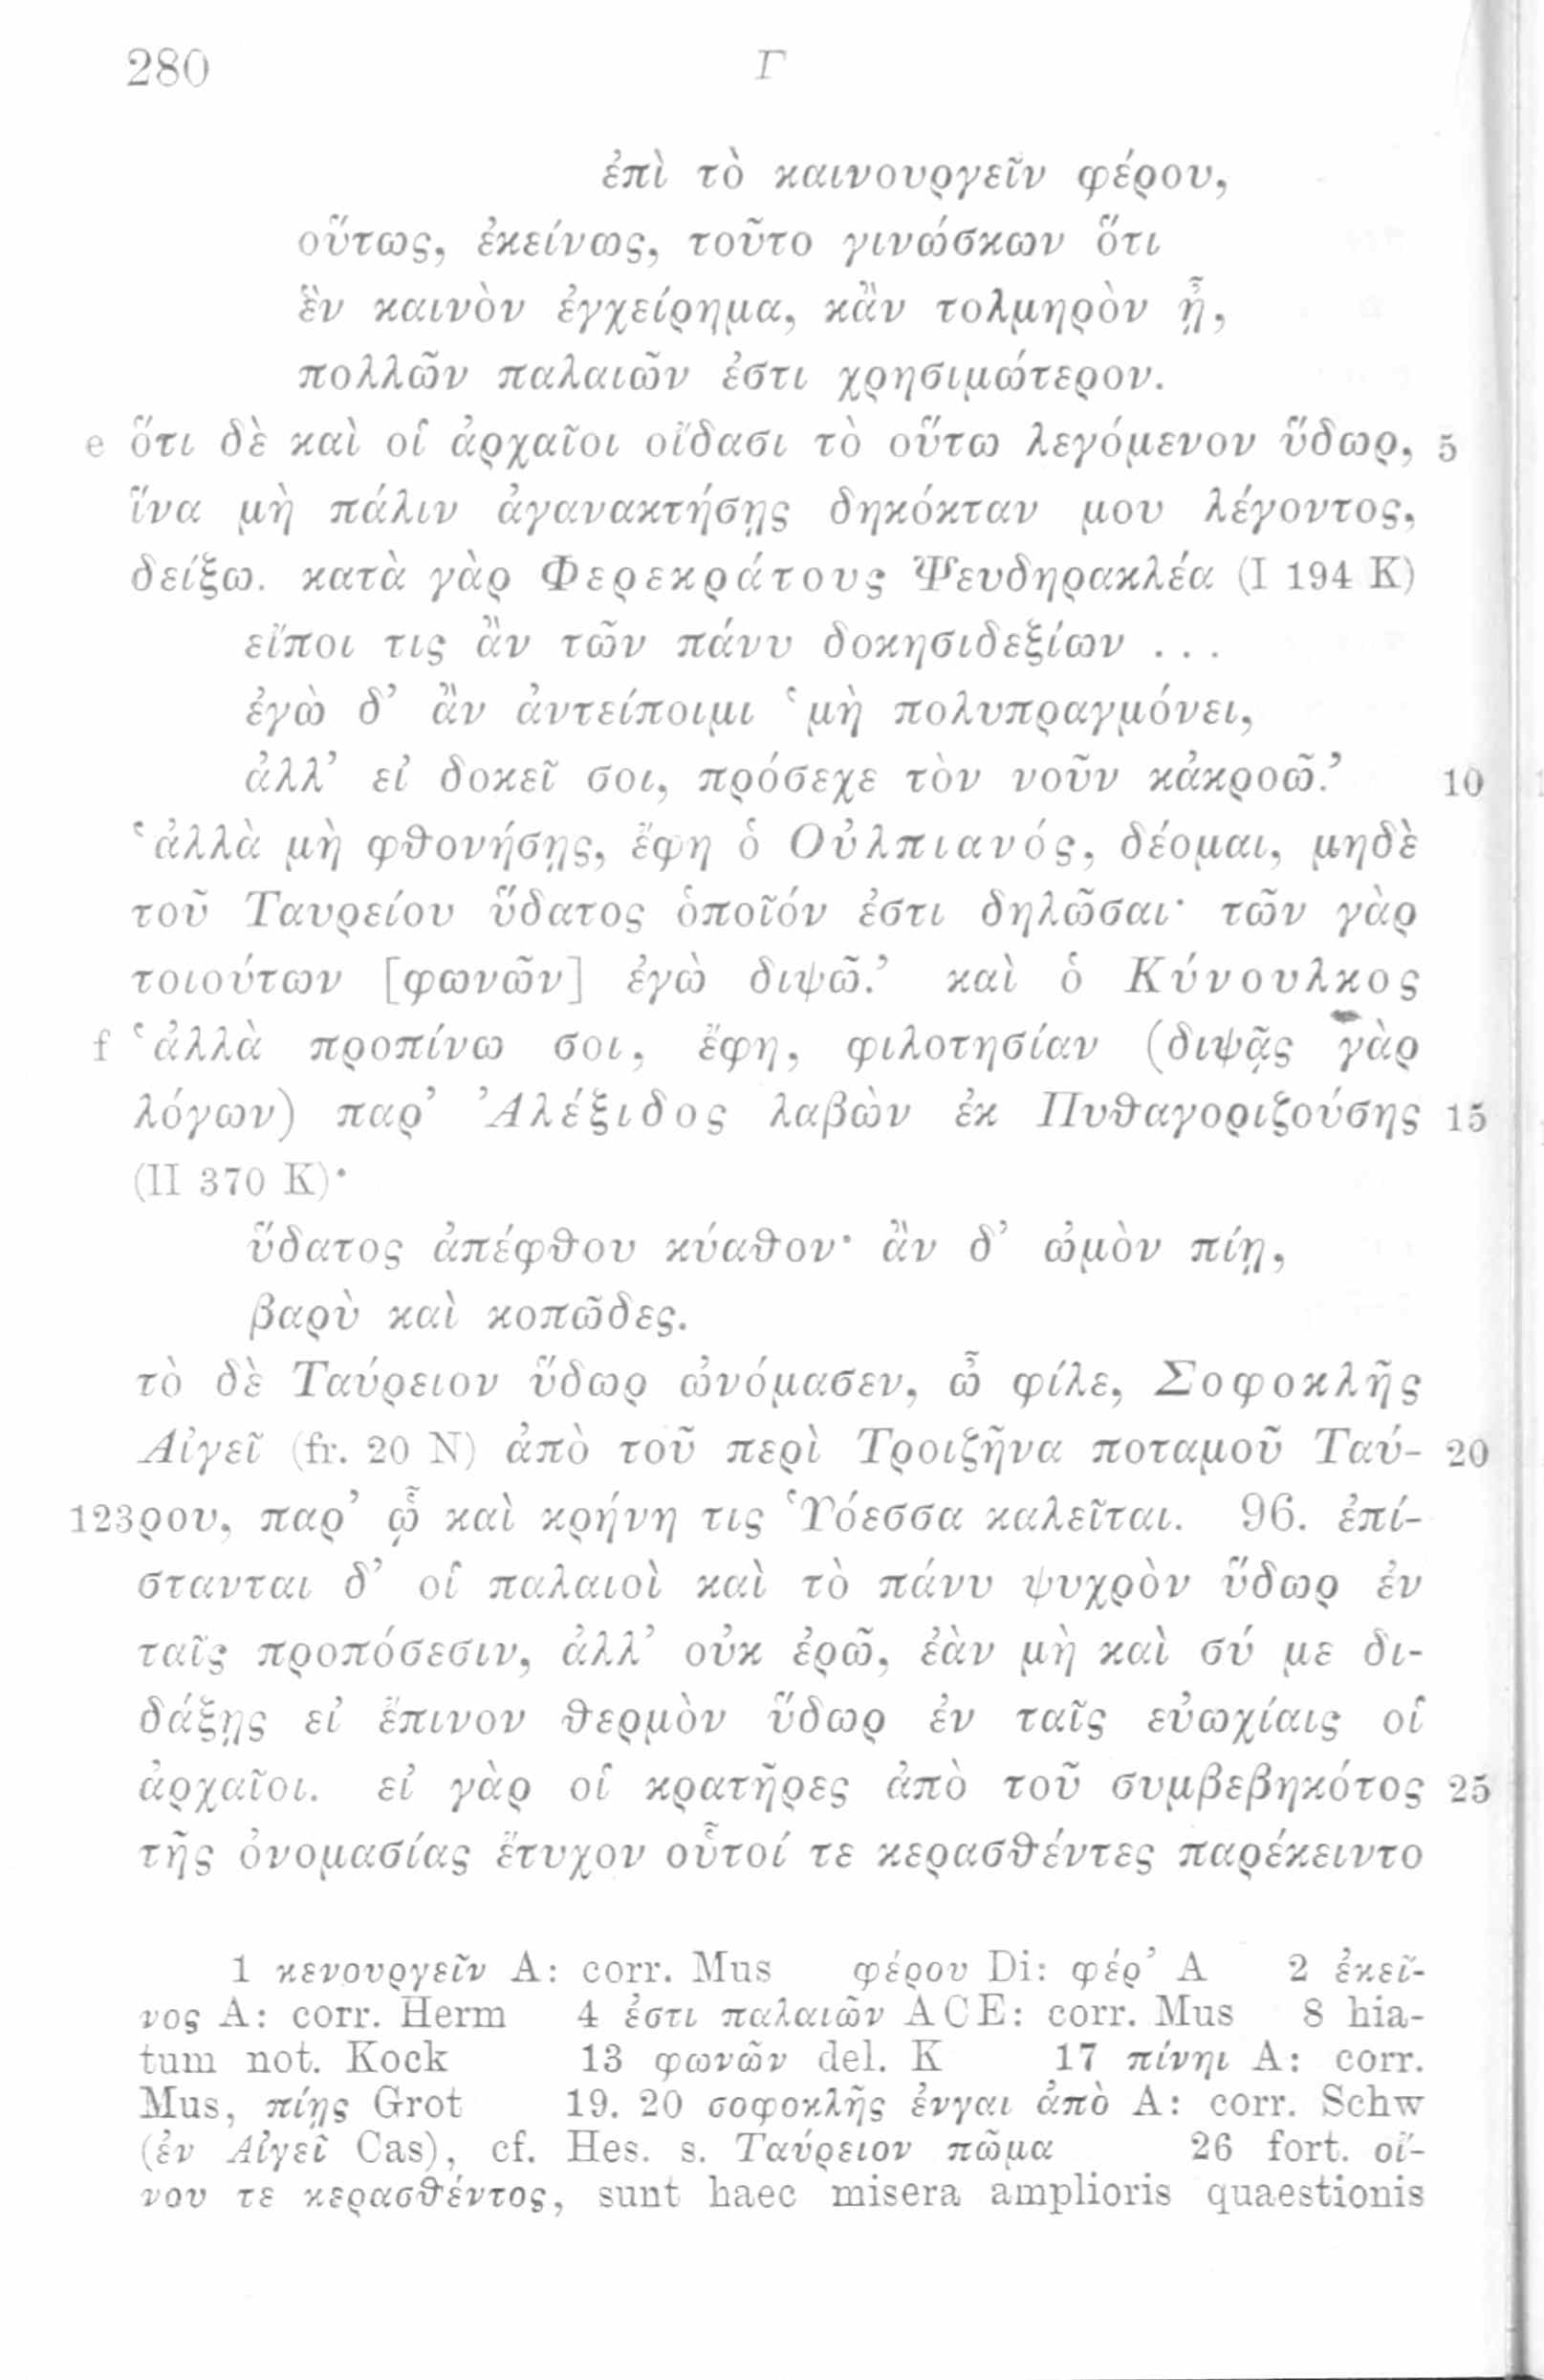 280 Γ
ἐπὶ τὸ καινουργεῖν φέρου,
οὕτως, ἐκείνως, τοῦτο γινώσκων ὅτι
ἓν καινὸν ἐγχείρημα, κἂν τολμηρὸν ᾖ,
πολλῶν παλαιῶν ἐστι χρησιμώτερον.
e ὅτι δὲ καὶ οἱ ἀρχαῖοι οἴδασι τὸ οὕτω λεγόμενον ὕδωρ, 5
ἵνα μὴ πάλιν ἀγανακτήσῃς δηκόκταν μου λέγοντος,
δείξω. κατὰ γὰρ Φερεκράτους Ψευδηρακλέα (I 194 K)
εἴποι τις ἂν τῶν πάνυ δοκησιδεξίων ...
ἐγὼ δ’ ἂν ἀντείποιμι ‘μὴ πολυπραγμόνει,
ἀλλ’ εἰ δοκεῖ σοι, πρόσεχε τὸν νοῦν κἀκροῶ.’ 10
‘ἀλλὰ μὴ φθονήσῃς, ἔφη ὁ Οὐλπιανός, δέομαι, μηδὲ
τοῦ Ταυρείου ὕδατος ὁποῖόν ἐστι δηλῶσαι· τῶν γὰρ
τοιούτων [φωνῶν] ἐγὼ διψῶ.’ καὶ ὁ Κύνουλκος
f ‘ἀλλὰ προπίνω σοι, ἔφη, φιλοτησίαν (διψᾷς γὰρ
λόγων) παρ’ Ἀλέξιδος λαβὼν ἐκ Πυθαγοριζούσης 15
(II 370 K)·
ὕδατος ἀπέφθου κύαθον· ἂν δ’ ὠμὸν πίῃ,
βαρὺ καὶ κοπῶδες.
τὸ δὲ Ταύρειον ὕδωρ ὠνόμασεν, ὦ φίλε, Σοφοκλῆς
Αἰγεῖ (fr. 20 N) ἀπὸ τοῦ περὶ Τροιζῆνα ποταμοῦ Ταύ- 20
123 ρου, παρ’ ᾧ καὶ κρήνη τις Ὑόεσσα καλεῖται. 96. ἐπί-
στανται δ’ οἱ παλαιοὶ καὶ τὸ πάνυ ψυχρὸν ὕδωρ ἐν
ταῖς προπόσεσιν, ἀλλ’ οὐκ ἐρῶ, ἐὰν μὴ καὶ σύ με δι-
δάξῃς εἰ ἔπινον θερμὸν ὕδωρ ἐν ταῖς εὐωχίαις οἱ
ἀρχαῖοι. εἰ γὰρ οἱ κρατῆρες ἀπὸ τοῦ συμβεβηκότος 25
τῆς ὀνομασίας ἔτυχον οὗτοί τε κερασθέντες παρέκειντο
1 κενουργεῖν A: corr. Mus φέρου Di: φέρ’ A 2 ἐκεῖ-
νος A: corr. Herm 4 ἐστι παλαιῶν ACE: corr. Mus 8 hia-
tum not. Kock 13 φωνῶν del. K 17 πίνηι A: corr.
Mus, πίῃς Grot 19. 20 σοφοκλῆς ἐνγαι ἀπὸ A: corr. Schw
(ἐν Αἰγεῖ Cas), cf. Hes. s. Ταύρειον πῶμα 26 fort. οἴ-
νου τε κερασθέντος, sunt haec misera amplioris quaestionis